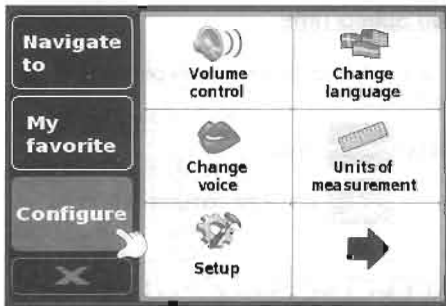 Navigate
to
My
favorite
Configure
Volume
control
Change
language
Change
voice
Units of
measurement
Setup